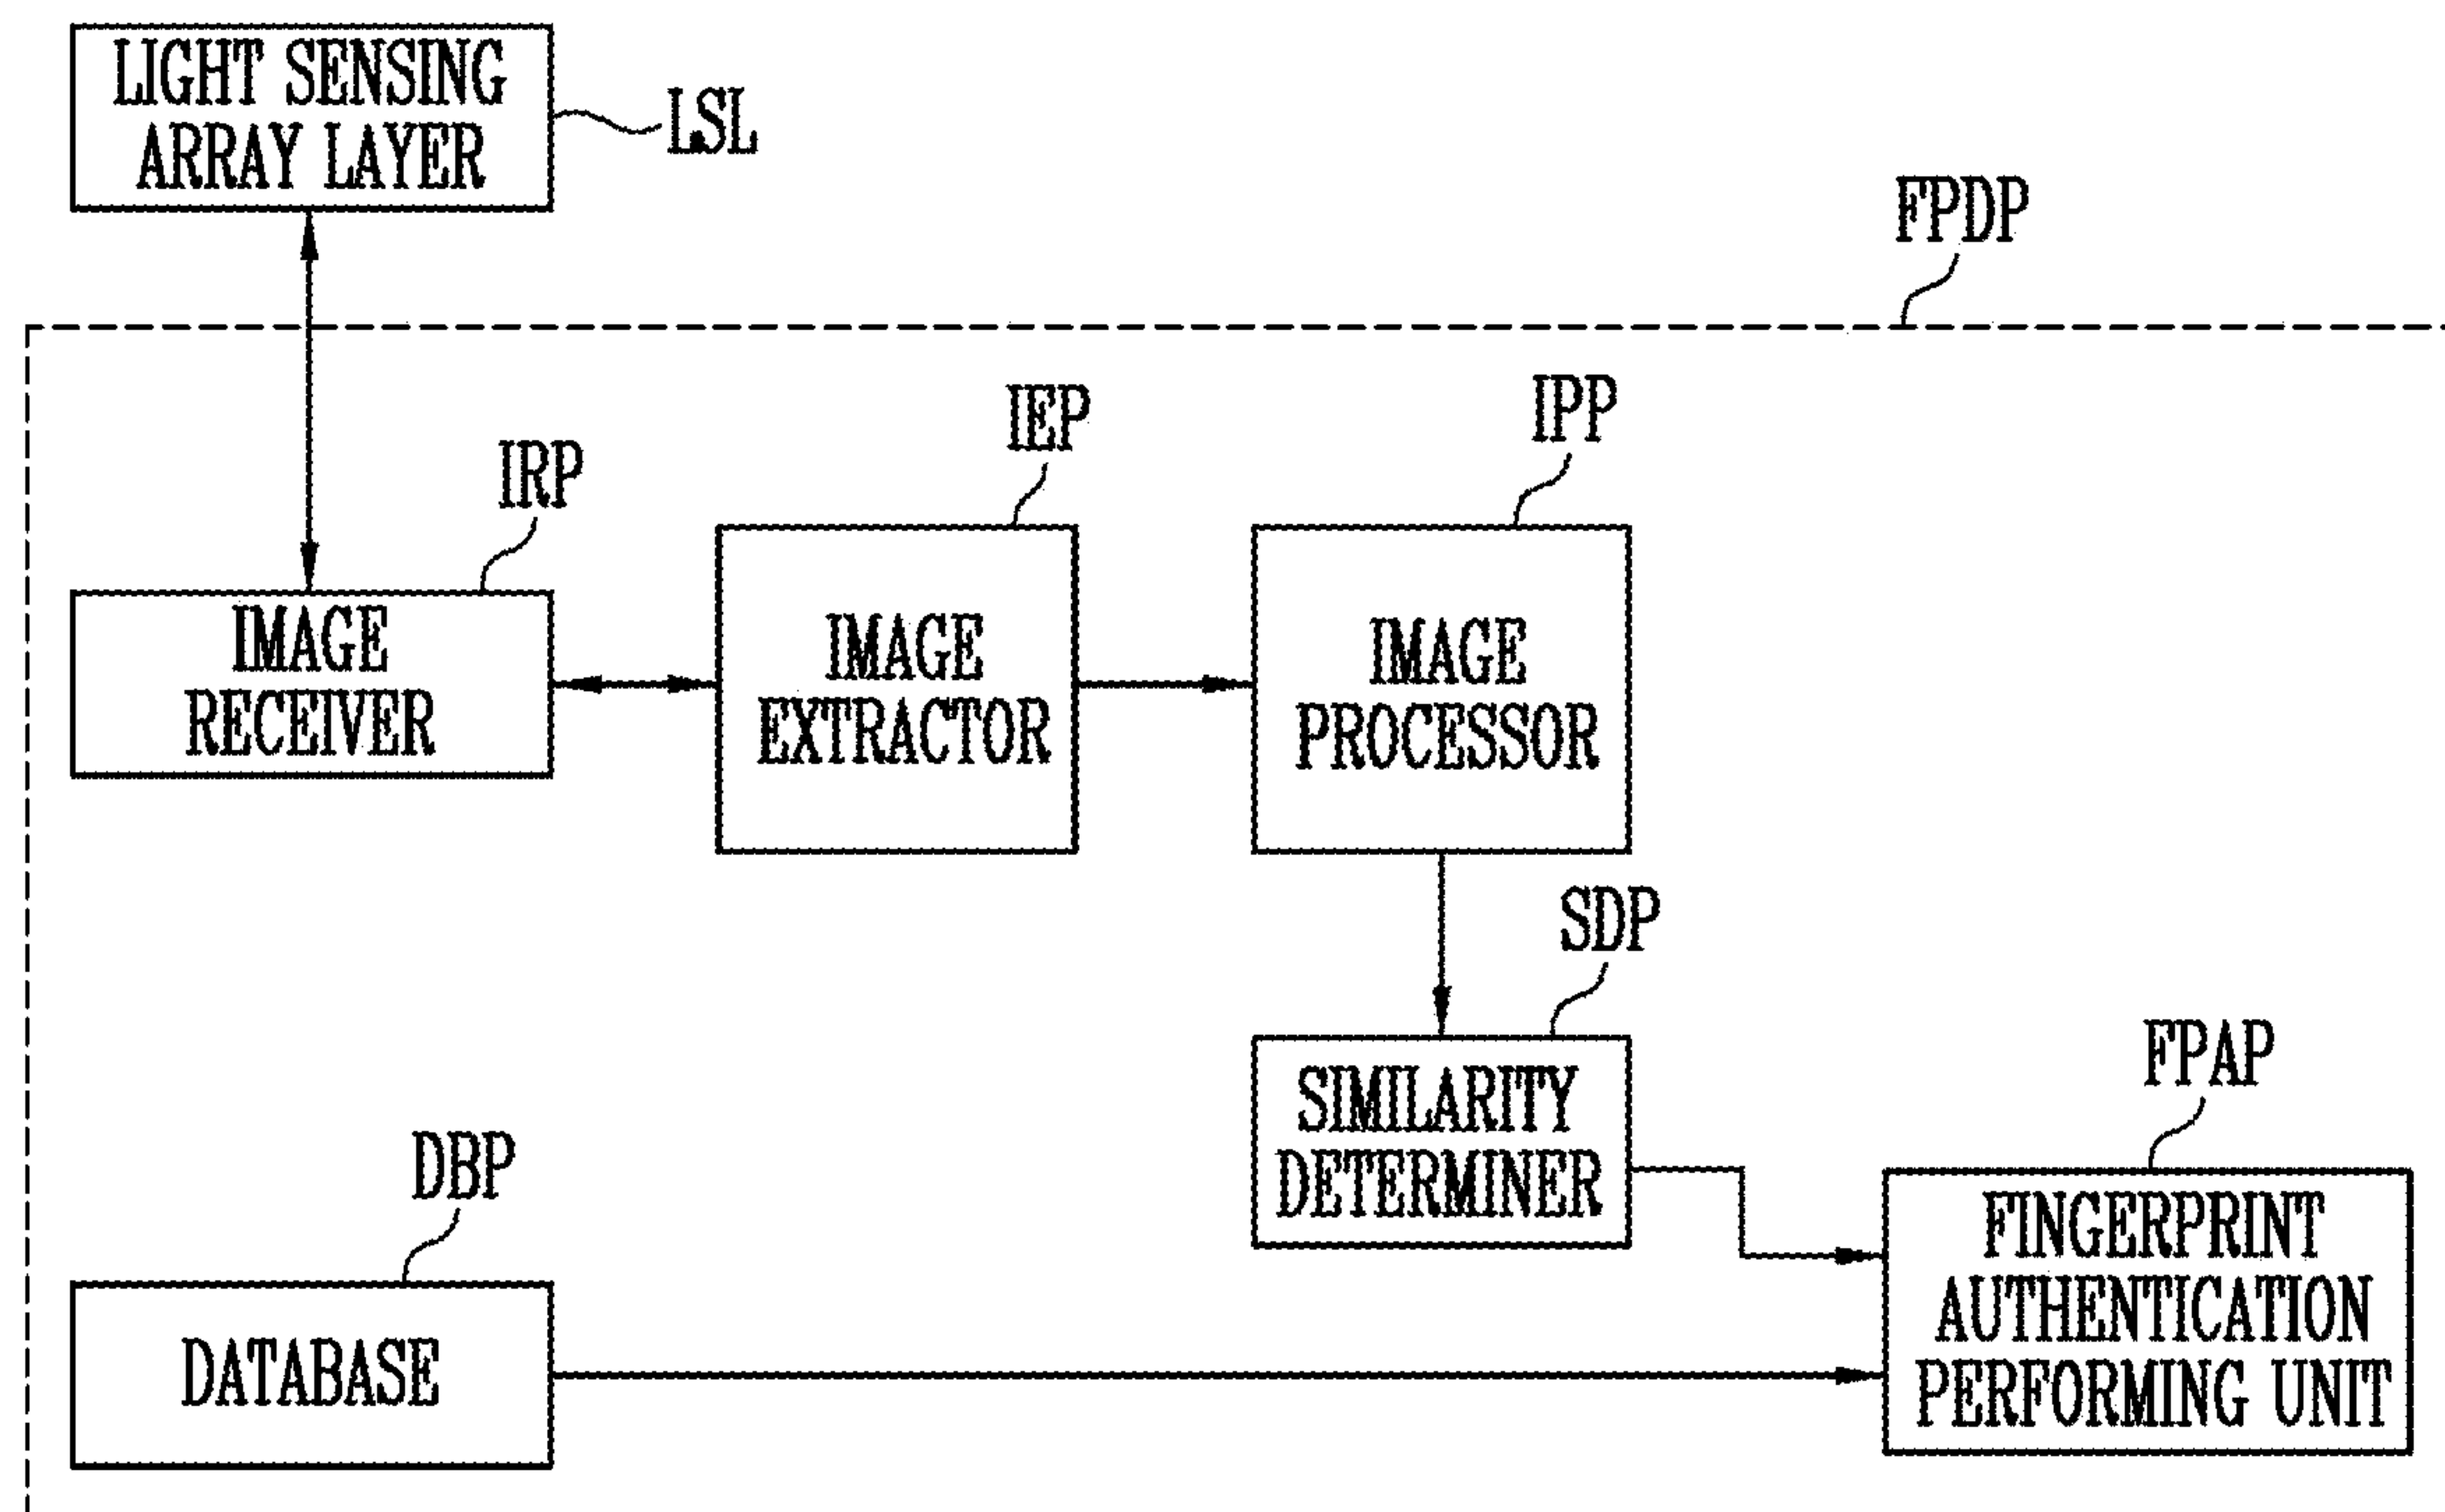 LIGHT SENSING
ARRAY LAYER
LSL
FPDP
IRP
IEP
IPP
IMAGE
RECEIVER
IMAGE
EXTRACTOR
IMAGE
PROCESSOR
SDP
SIMILARITY
DETERMINER
FPAP
DBP
DATABASE
FINGERPRINT
AUTHENTICATION
PERFORMING UNIT